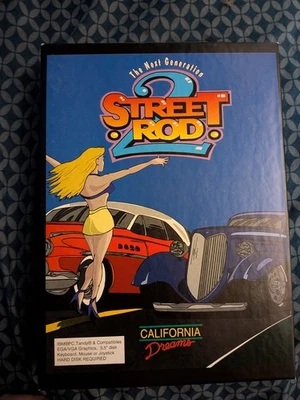 The Next Generation
STREET
ROD
2
CALIFORNIA
Dreams
IBM®PC,Tandy® & Compatibles
EGA/VGA Graphics, 3.5" disk
Keyboard, Mouse or Joystick
HARD DISK REQUIRED